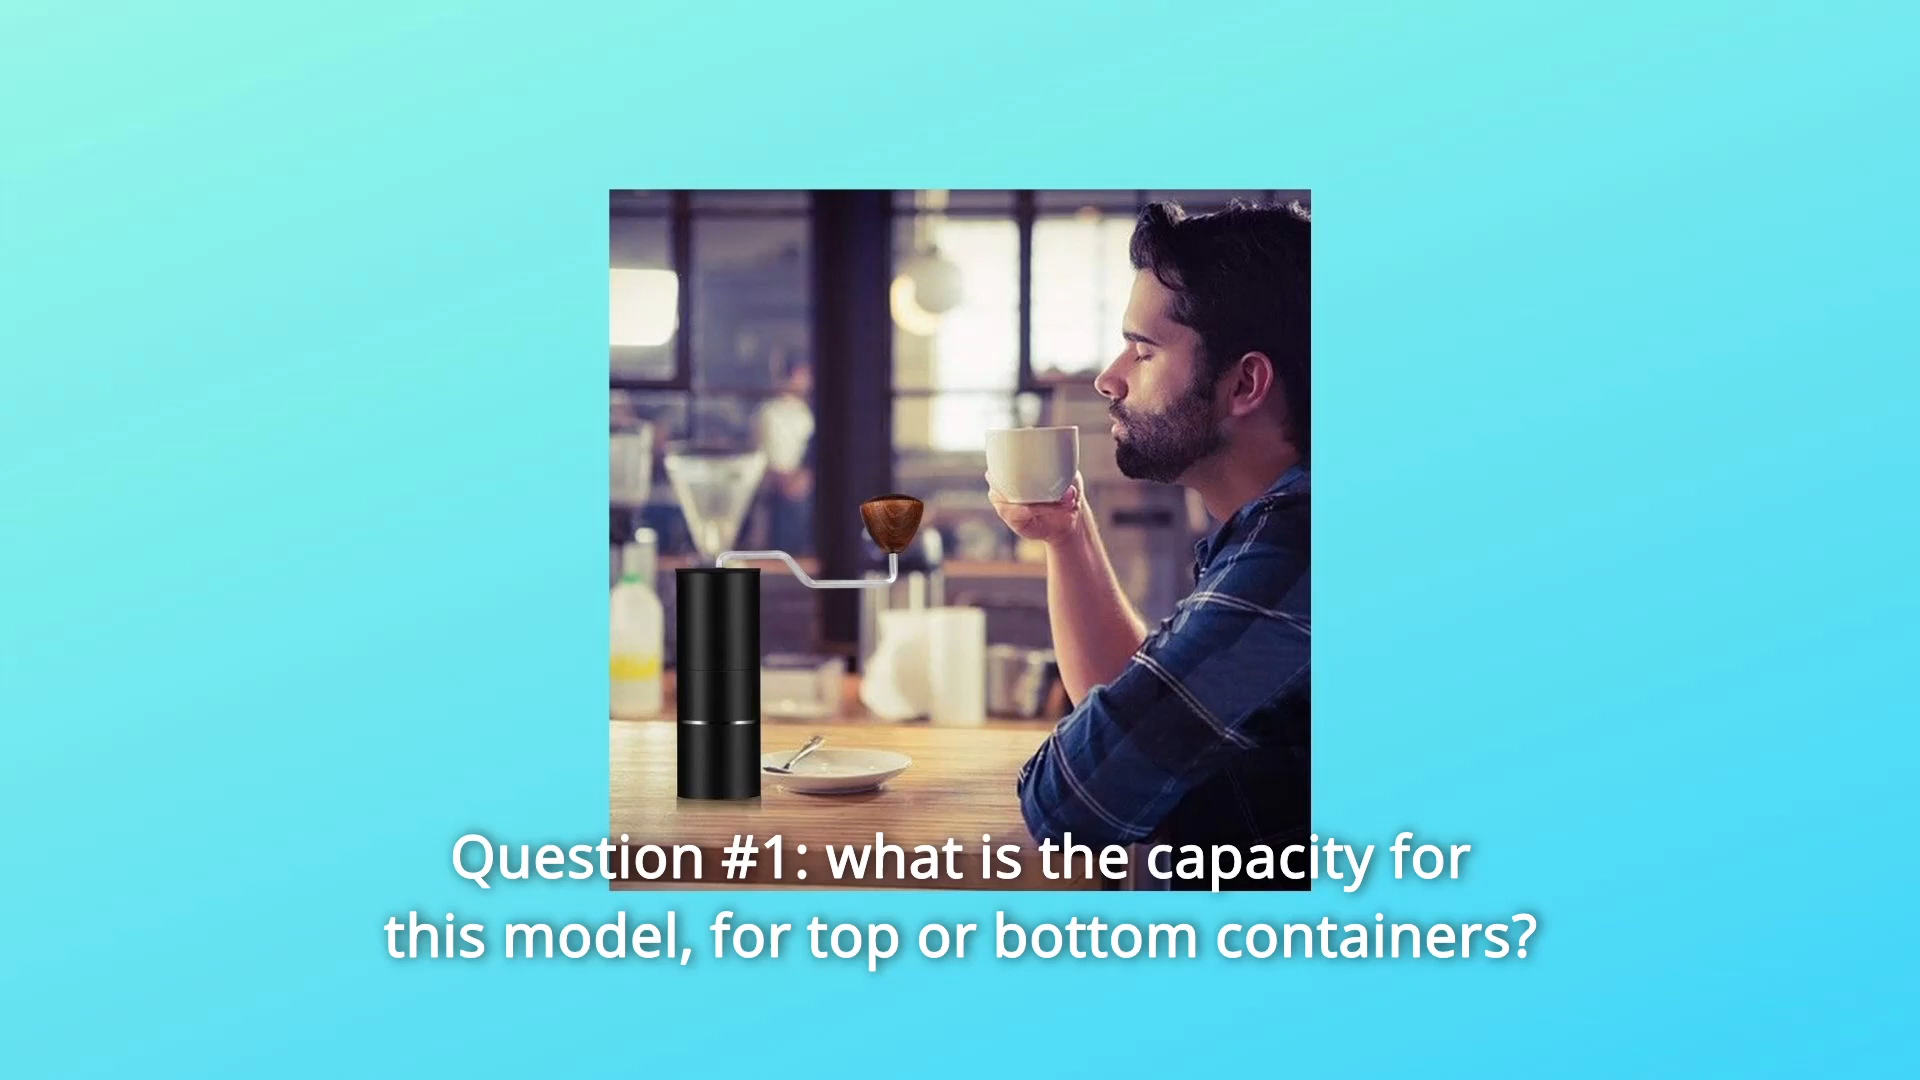 Question #1: what is the capacity for
this model, for top or bottom containers?